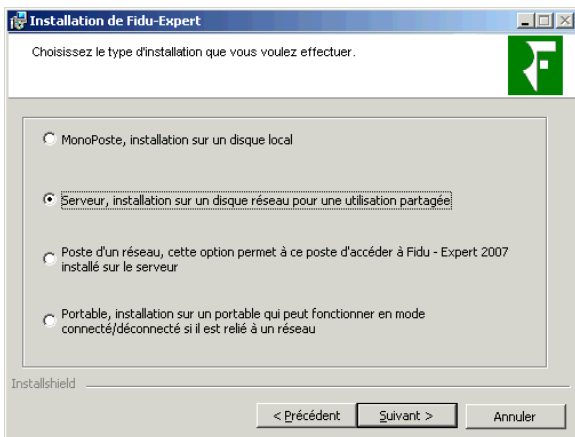 Installation de Fidu-Expert
Choisissez le type d'installation que vous voulez effectuer.
MonoPoste, installation sur un disque local
Serveur, installation sur un disque réseau pour une utilisation partagée
Poste d'un réseau, cette option permet à ce poste d'accéder à Fidu - Expert 2007
installé sur le serveur
Portable, installation sur un portable qui peut fonctionner en mode
connecté/déconnecté si il est relié à un réseau
Installshield
< Précédent
Suivant >
Annuler